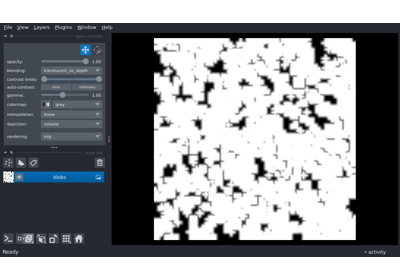 File View Layers Plugins Window Help
opacity: 1.00
blending: translucent_no_depth
contrast limits:
auto-contrast: once continuous
gamma: 1.00
colormap: gray
interpolation: linear
depiction: volume
rendering: mip
blobs
Ready
activity